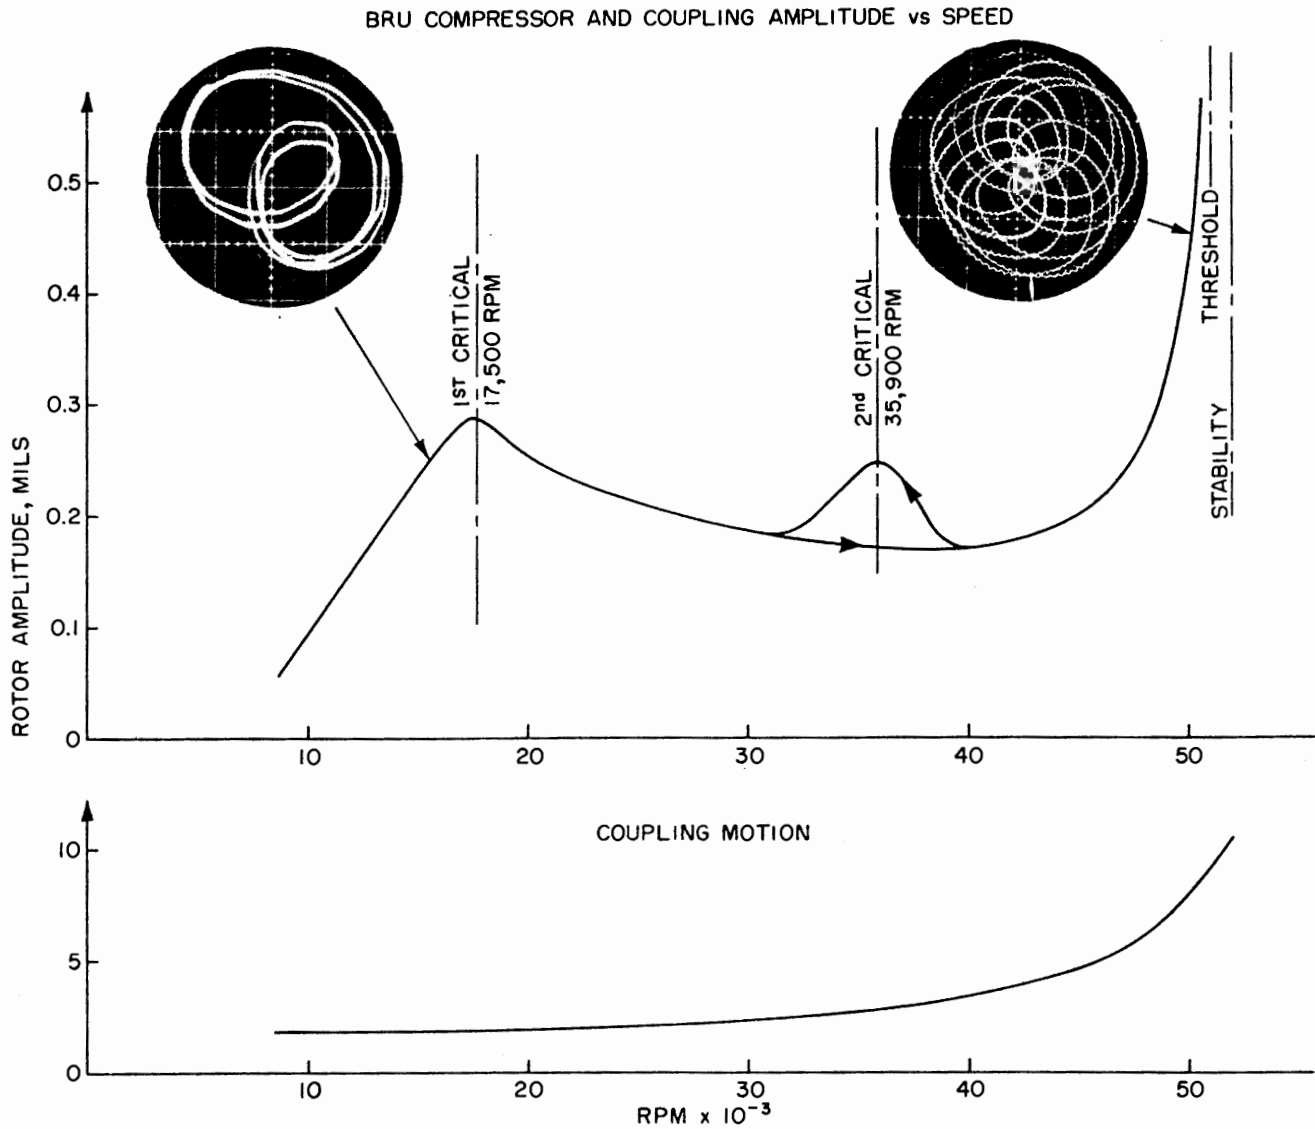 BRU COMPRESSOR AND COUPLING AMPLITUDE vs SPEED
ROTOR AMPLITUDE, MILS
0.5
0.4
0.3
0.2
0.1
0
1ST CRITICAL
17,500 RPM
2nd CRITICAL
35,900 RPM
STABILITY THRESHOLD
10
20
30
40
50
COUPLING MOTION
10
5
0
10
20
30
40
50
RPM x 10⁻³